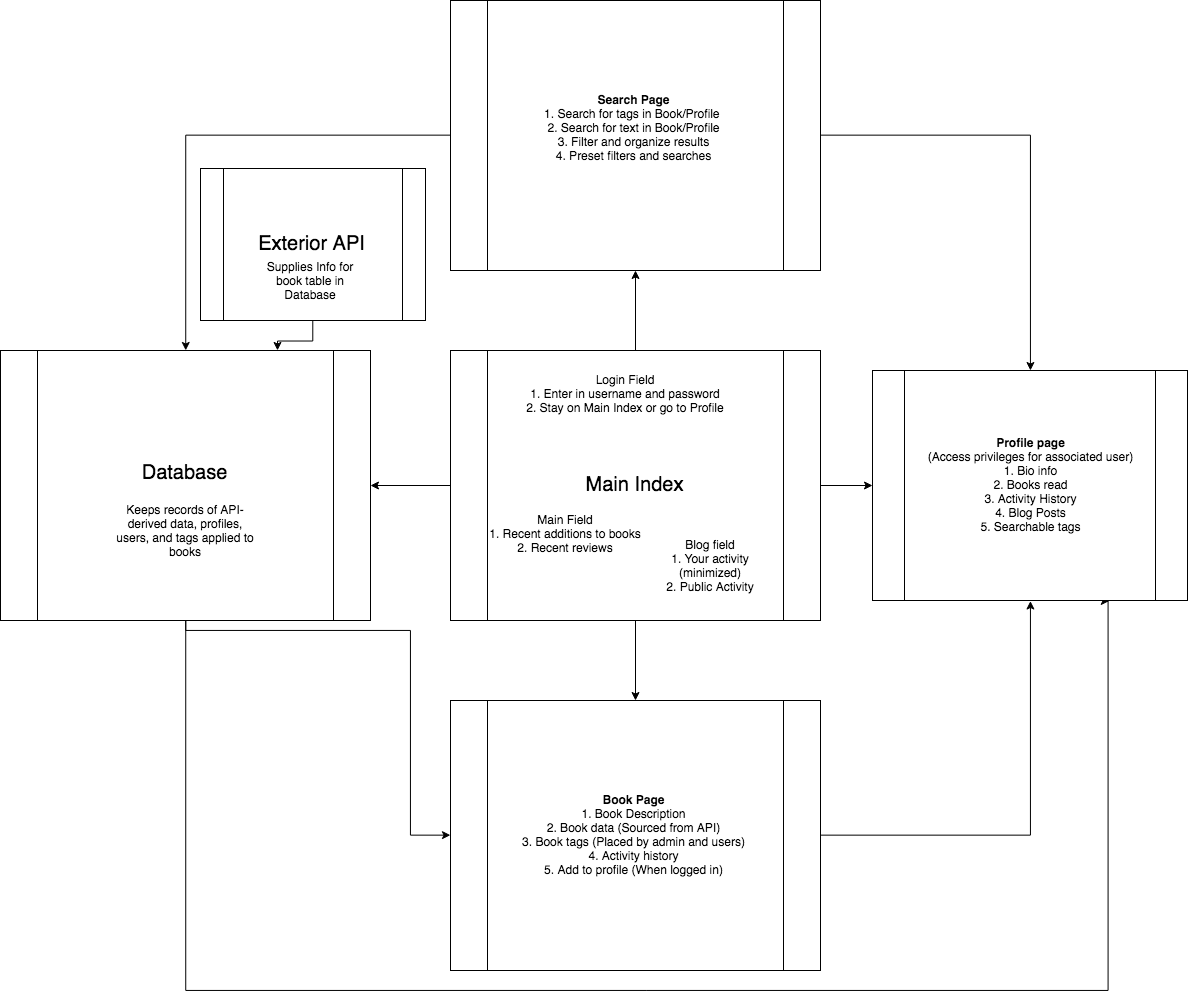 Search Page
1. Search for tags in Book/Profile
2. Search for text in Book/Profile
3. Filter and organize results
4. Preset filters and searches
Exterior API
Supplies Info for
book table in
Database
Login Field
1. Enter in username and password
2. Stay on Main Index or go to Profile
Database
Keeps records of API-
derived data, profiles,
users, and tags applied to
books
Main Index
Main Field
1. Recent additions to books
2. Recent reviews
Blog field
1. Your activity
(minimized)
2. Public Activity
Profile page
(Access privileges for associated user)
1. Bio info
2. Books read
3. Activity History
4. Blog Posts
5. Searchable tags
Book Page
1. Book Description
2. Book data (Sourced from API)
3. Book tags (Placed by admin and users)
4. Activity history
5. Add to profile (When logged in)